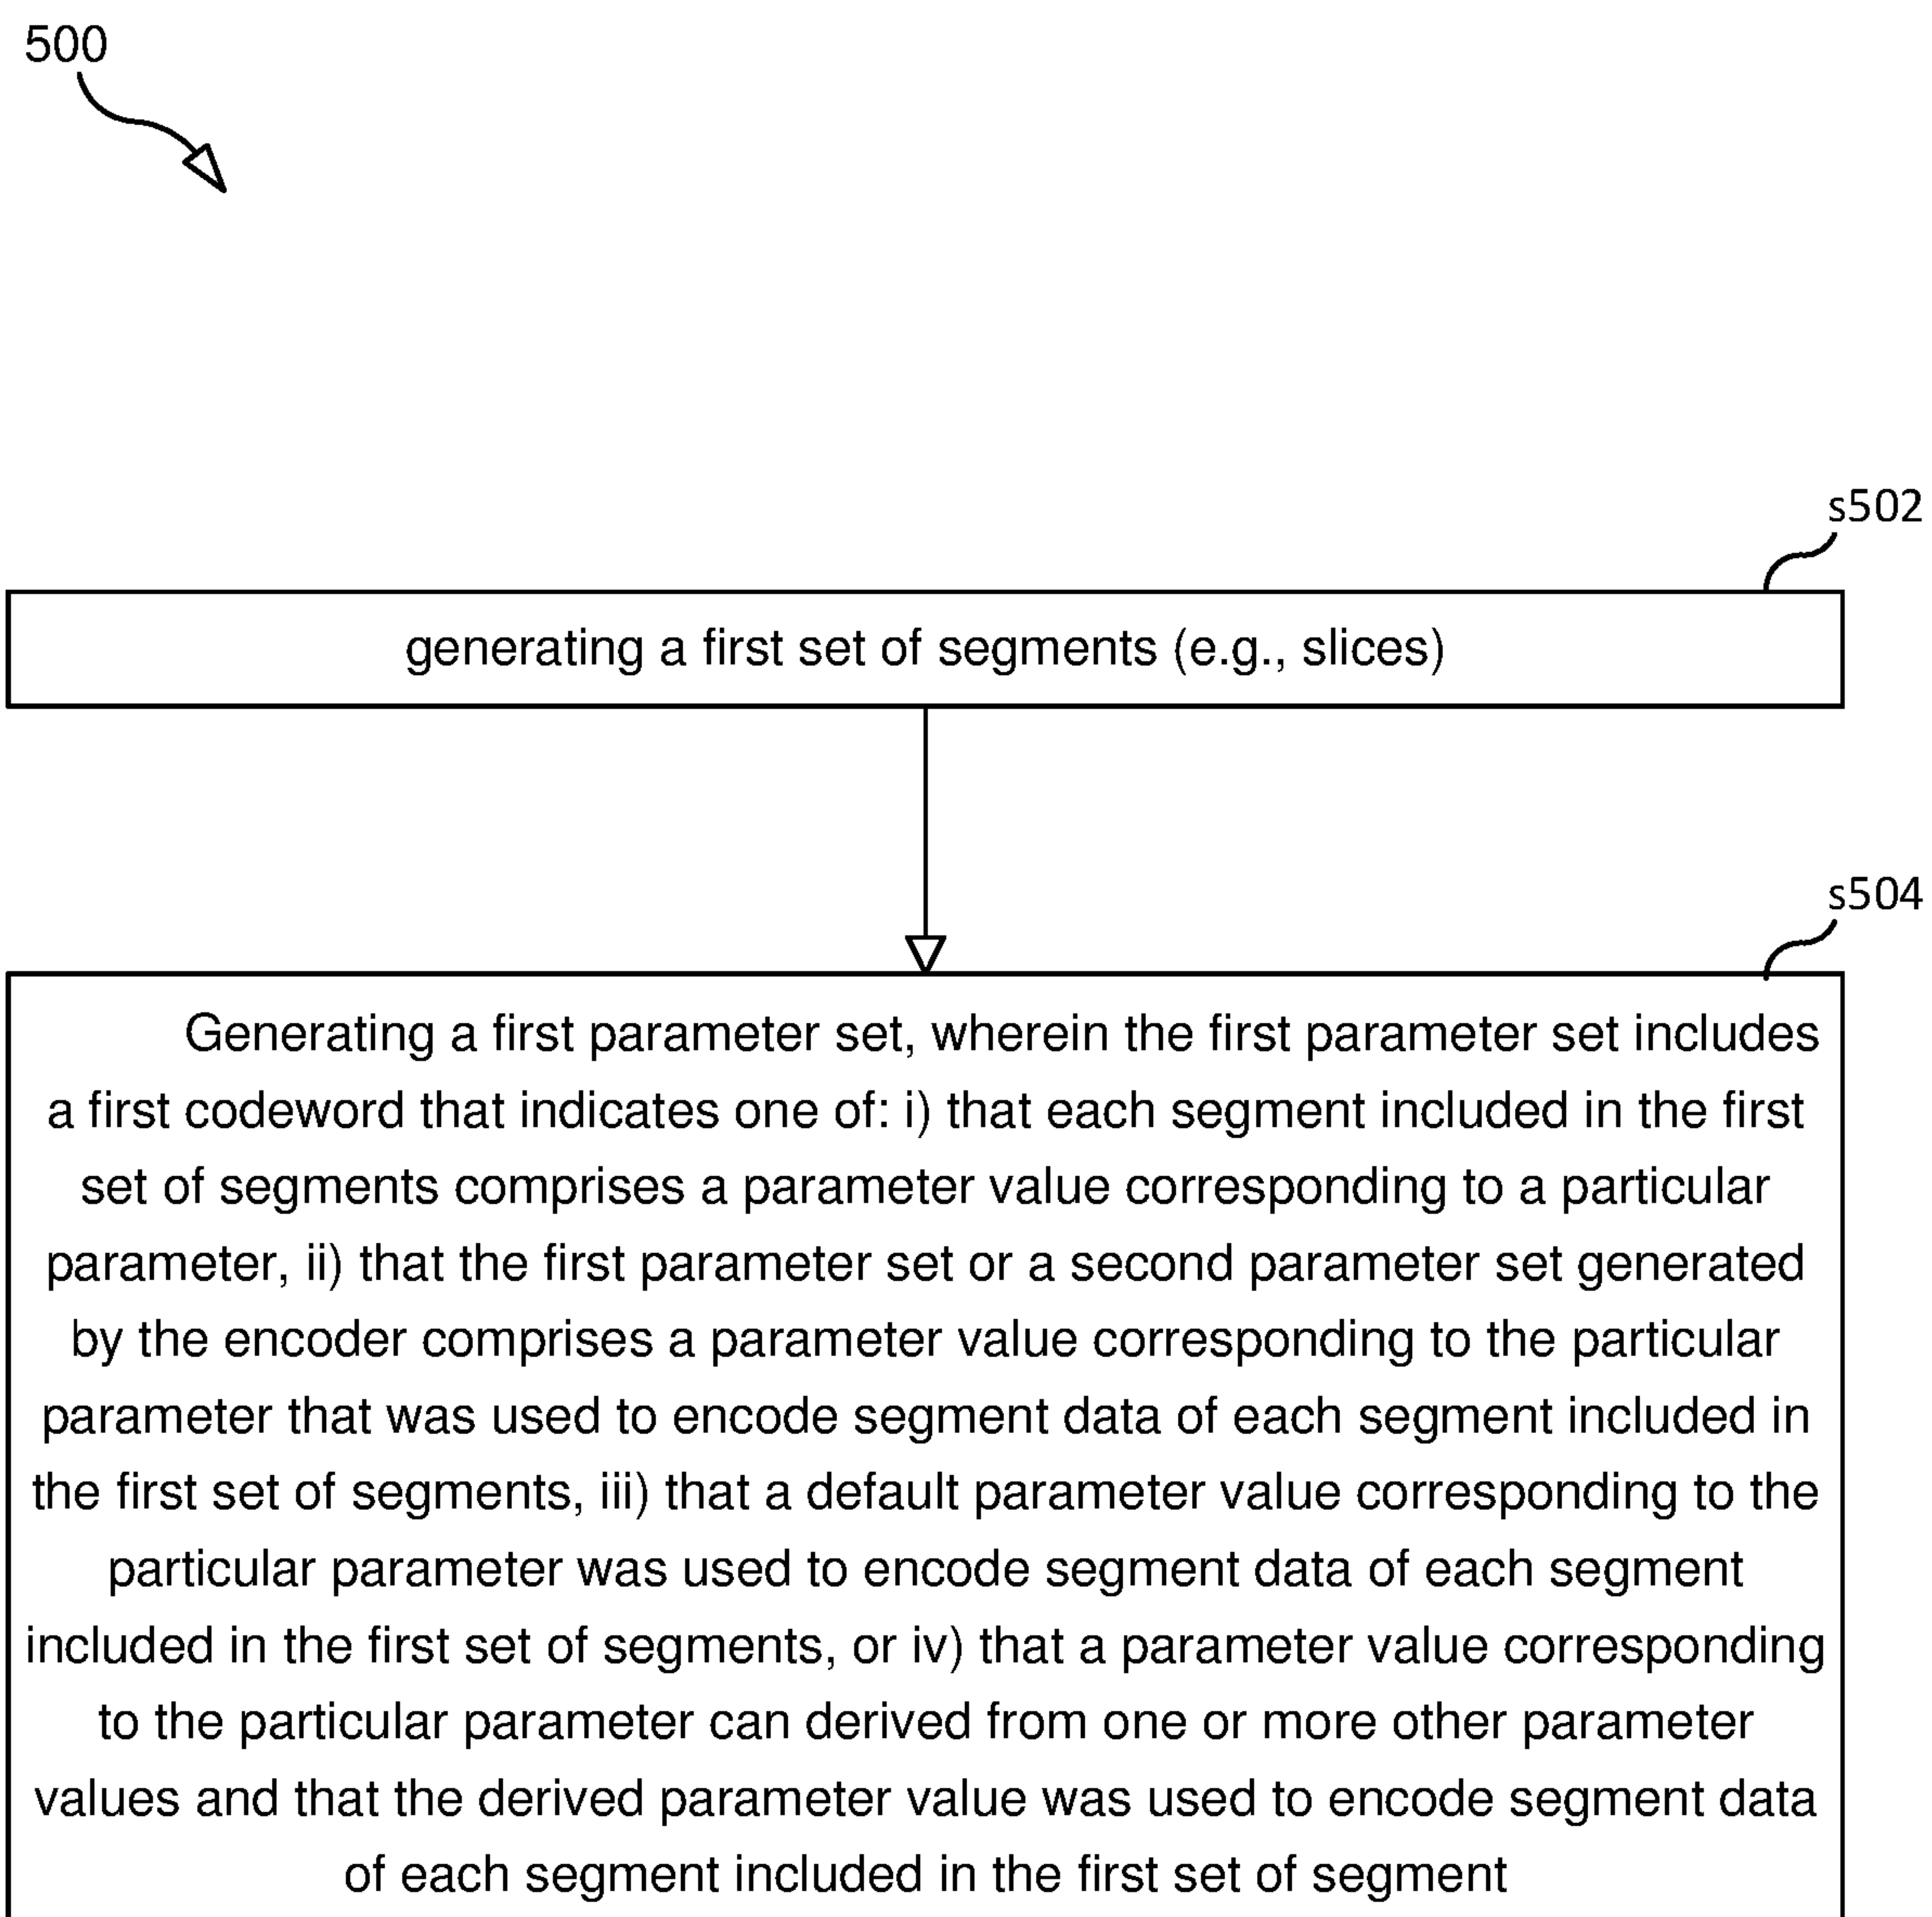 500
s502
generating a first set of segments (e.g., slices)
s504
Generating a first parameter set, wherein the first parameter set includes
a first codeword that indicates one of: i) that each segment included in the first
set of segments comprises a parameter value corresponding to a particular
parameter, ii) that the first parameter set or a second parameter set generated
by the encoder comprises a parameter value corresponding to the particular
parameter that was used to encode segment data of each segment included in
the first set of segments, iii) that a default parameter value corresponding to the
particular parameter was used to encode segment data of each segment
included in the first set of segments, or iv) that a parameter value corresponding
to the particular parameter can derived from one or more other parameter
values and that the derived parameter value was used to encode segment data
of each segment included in the first set of segment